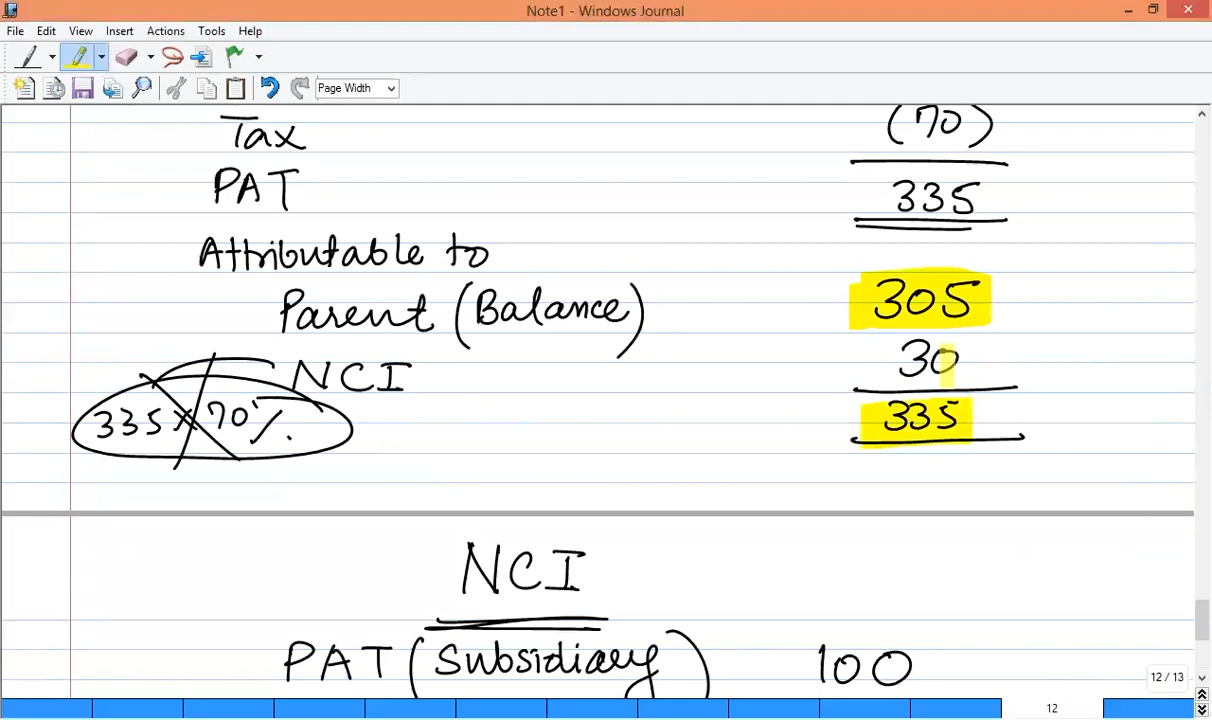 Note1 - Windows Journal
File Edit View Insert Actions Tools Help
Page Width
Tax (70)
PAT 335
Attributable to
Parent (Balance) 305
NCI 30
335 x 70%. 335
NCI
PAT (Subsidiary) 100
12 / 13
12